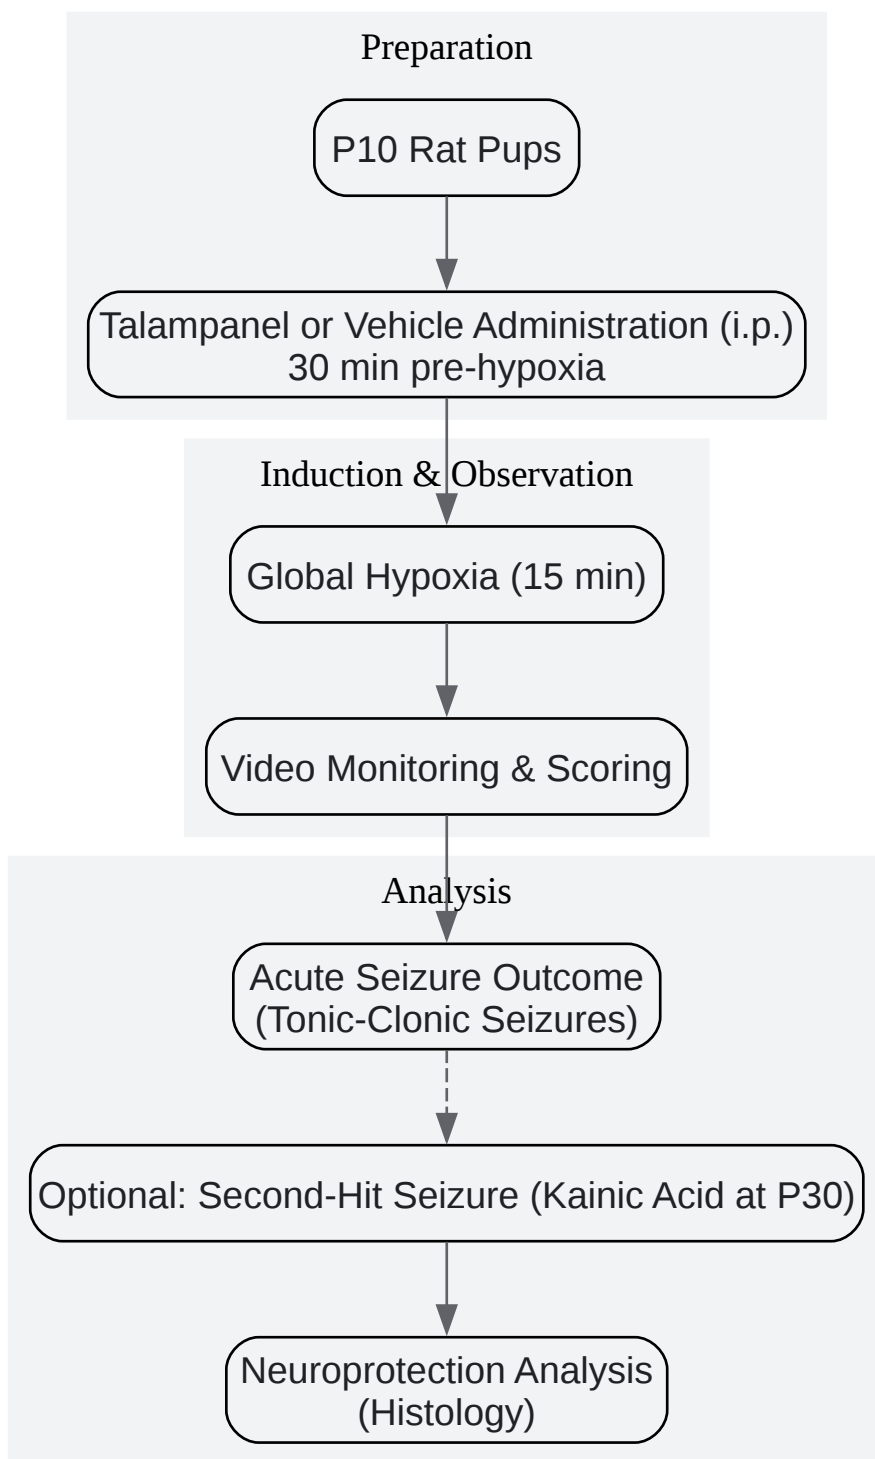 Preparation
P10 Rat Pups
Talampanel or Vehicle Administration (i.p.)
30 min pre-hypoxia
Induction & Observation
Global Hypoxia (15 min)
Video Monitoring & Scoring
Analysis
Acute Seizure Outcome
(Tonic-Clonic Seizures)
Optional: Second-Hit Seizure (Kainic Acid at P30)
Neuroprotection Analysis
(Histology)